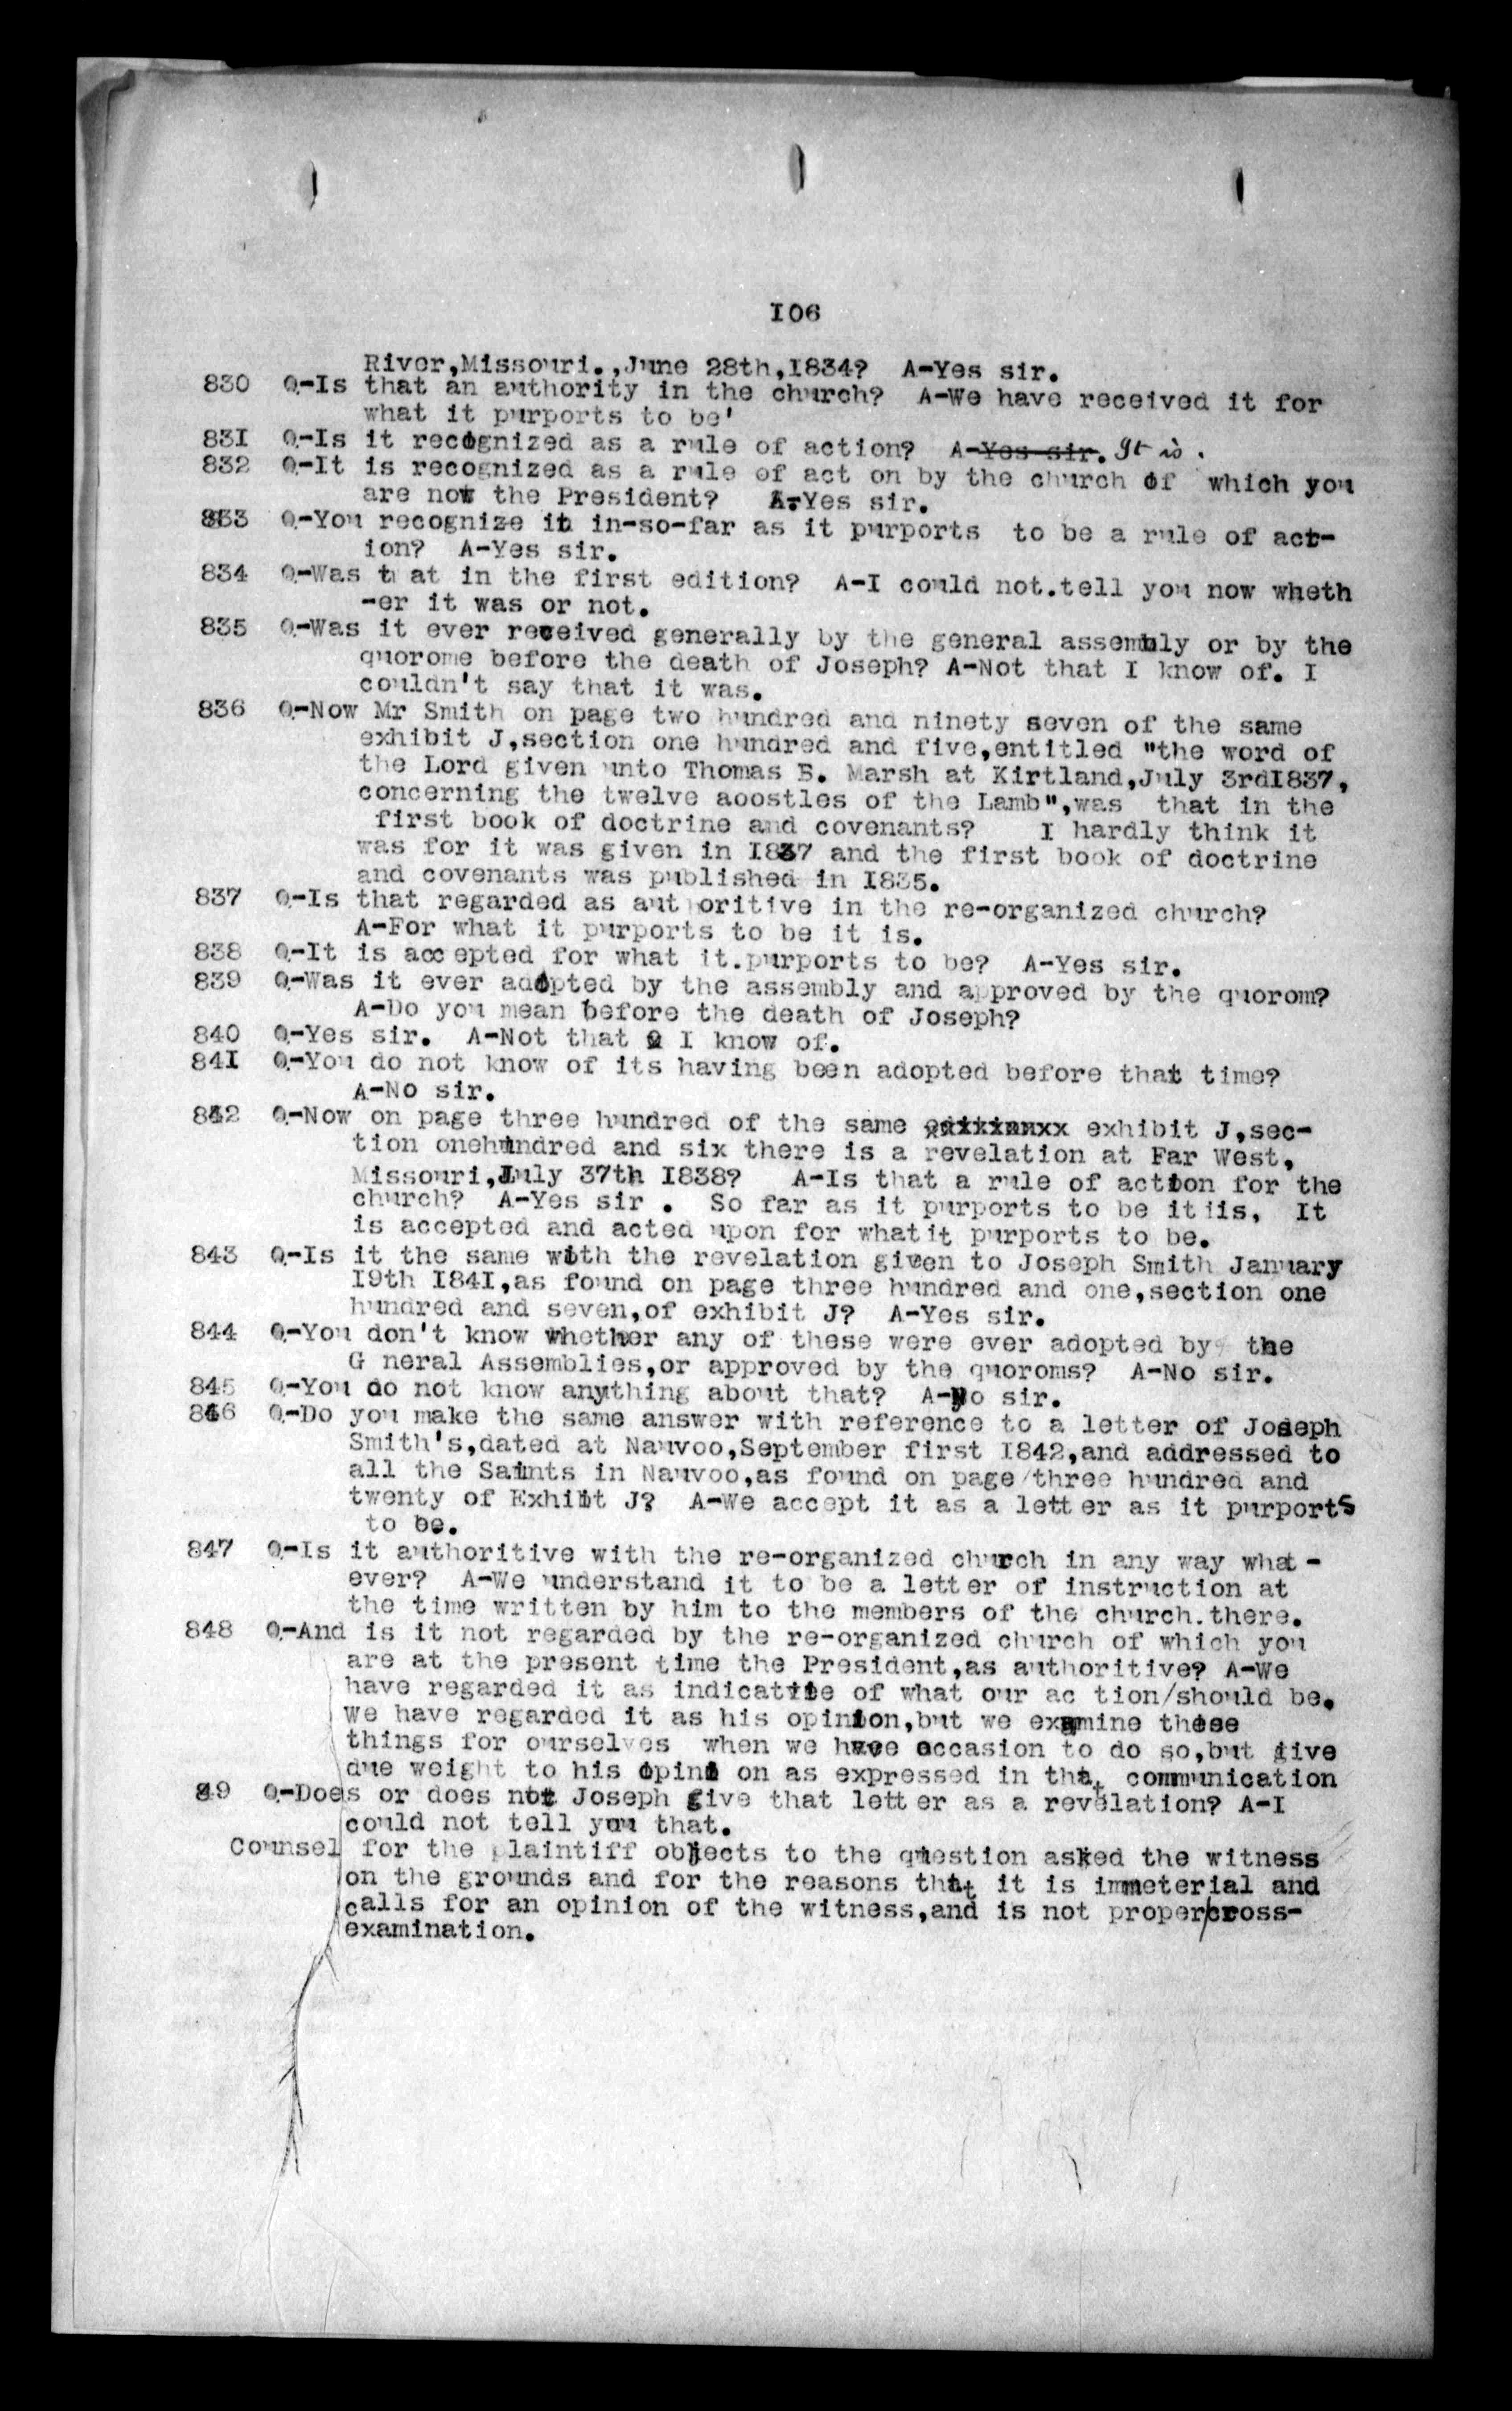 106
River,Missouri.,June 28th,1834?  A-Yes sir.
830  Q-Is that an authority in the church?  A-We have received it for
what it purports to be'
831  Q-Is it recognized as a rule of action?  A-Yes sir. It is.
832  Q-It is recognized as a rule of act on by the church of which you
are now the President?  A-Yes sir.
833  Q-You recognize it in-so-far as it purports  to be a rule of act-
ion?  A-Yes sir.
834  Q-Was t at in the first edition?  A-I could not.tell you now wheth
-er it was or not.
835  Q-Was it ever received generally by the general assembly or by the
quorome before the death of Joseph? A-Not that I know of. I
couldn't say that it was.
836  Q-Now Mr Smith on page two hundred and ninety seven of the same
exhibit J,section one hundred and five,entitled "the word of
the Lord given unto Thomas B. Marsh at Kirtland,July 3rd1837,
concerning the twelve aoostles of the Lamb",was  that in the
first book of doctrine and covenants?    I hardly think it
was for it was given in 1837 and the first book of doctrine
and covenants was published in 1835.
837  Q-Is that regarded as aut oritive in the re-organized church?
A-For what it purports to be it is.
838  Q-It is accepted for what it.purports to be?  A-Yes sir.
839  Q-Was it ever adopted by the assembly and approved by the quorom?
A-Do you mean before the death of Joseph?
840  Q-Yes sir.  A-Not that I know of.
841  Q-You do not know of its having been adopted before that time?
A-No sir.
842  Q-Now on page three hundred of the same exhibit J,sec-
tion onehundred and six there is a revelation at Far West,
Missouri,July 37th 1838?   A-Is that a rule of action for the
church?  A-Yes sir .  So far as it purports to be it iis,  It
is accepted and acted upon for whatit purports to be.
843  Q-Is it the same with the revelation given to Joseph Smith January
19th 1841,as found on page three hundred and one,section one
hundred and seven,of exhibit J?  A-Yes sir.
844  Q-You don't know whether any of these were ever adopted by the
G neral Assemblies,or approved by the quoroms?  A-No sir.
845  Q-You do not know anything about that?  A-No sir.
846  Q-Do you make the same answer with reference to a letter of Joseph
Smith's,dated at Nauvoo,September first 1842,and addressed to
all the Saints in Nauvoo,as found on page/three hundred and
twenty of Exhibit J?  A-We accept it as a letter as it purports
to be.
847  Q-Is it authoritive with the re-organized church in any way what-
ever?  A-We understand it to be a letter of instruction at
the time written by him to the members of the church.there.
848  Q-And is it not regarded by the re-organized church of which you
are at the present time the President,as authoritive? A-We
have regarded it as indicative of what our ac tion/should be.
We have regarded it as his opinion,but we examine these
things for ourselves  when we have occasion to do so,but give
due weight to his opini on as expressed in that communication
849  Q-Does or does not Joseph give that letter as a revelation? A-I
could not tell you that.
Counsel for the plaintiff objects to the question asked the witness
on the grounds and for the reasons that it is immeterial and
calls for an opinion of the witness,and is not proper/cross-
examination.